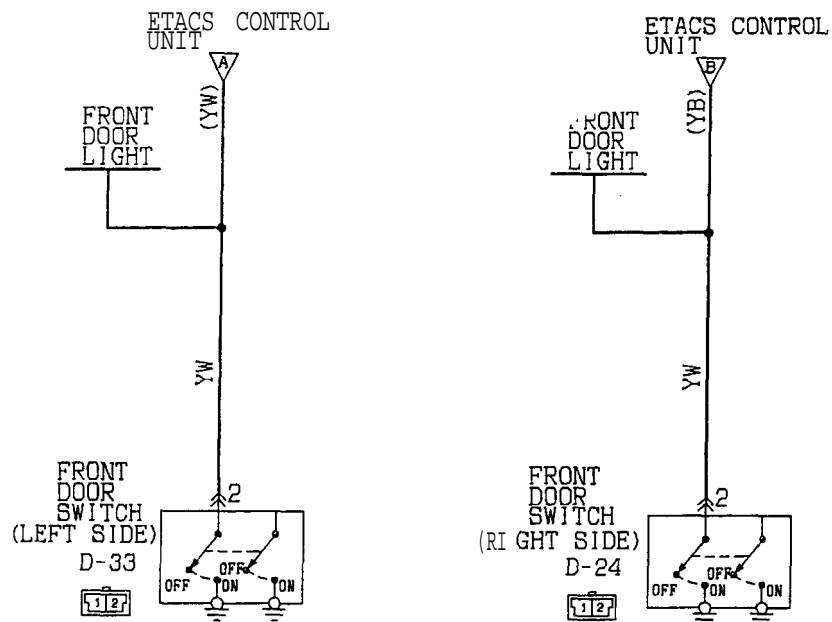 ETACS CONTROL
UNIT
A
(YW)
FRONT
DOOR
LIGHT
YW
2
FRONT
DOOR
SWITCH
(LEFT SIDE)
D-33
OFF
ON
OFF
ON
1 2
ETACS CONTROL
UNIT
B
(YB)
FRONT
DOOR
LIGHT
YW
2
FRONT
DOOR
SWITCH
(RI GHT SIDE)
D-24
OFF
ON
OFF
ON
1 2